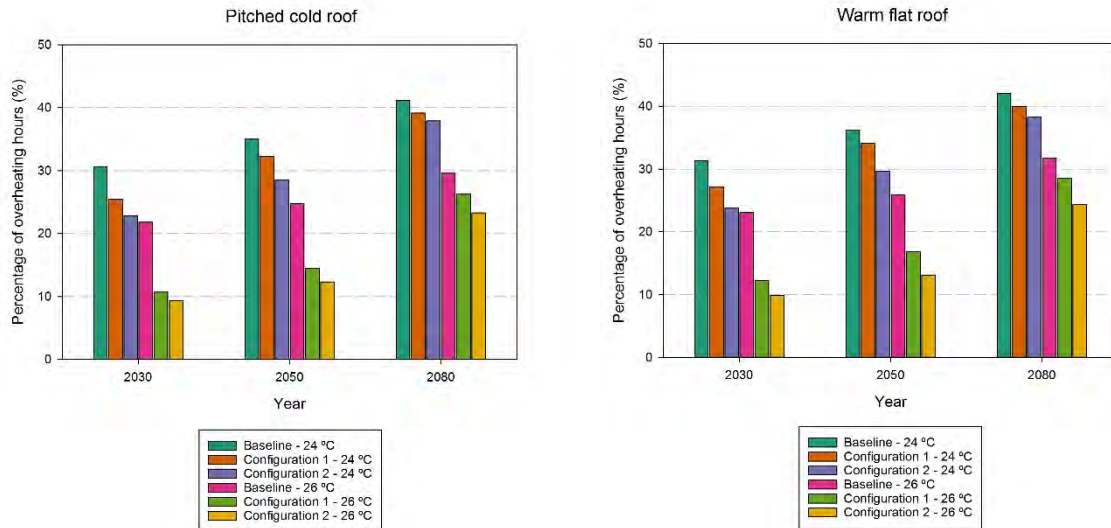 Pitched cold roof
Percentage of overheating hours (%)
50
40
30
20
10
0
2030
2050
2080
Year
Baseline - 24 ºC
Configuration 1 - 24 ºC
Configuration 2 - 24 ºC
Baseline - 26 ºC
Configuration 1 - 26 ºC
Configuration 2 - 26 ºC
Warm flat roof
Percentage of overheating hours (%)
50
40
30
20
10
0
2030
2050
2080
Year
Baseline - 24 ºC
Configuration 1 - 24 ºC
Configuration 2 - 24 ºC
Baseline - 26 ºC
Configuration 1 - 26 ºC
Configuration 2 - 26 ºC